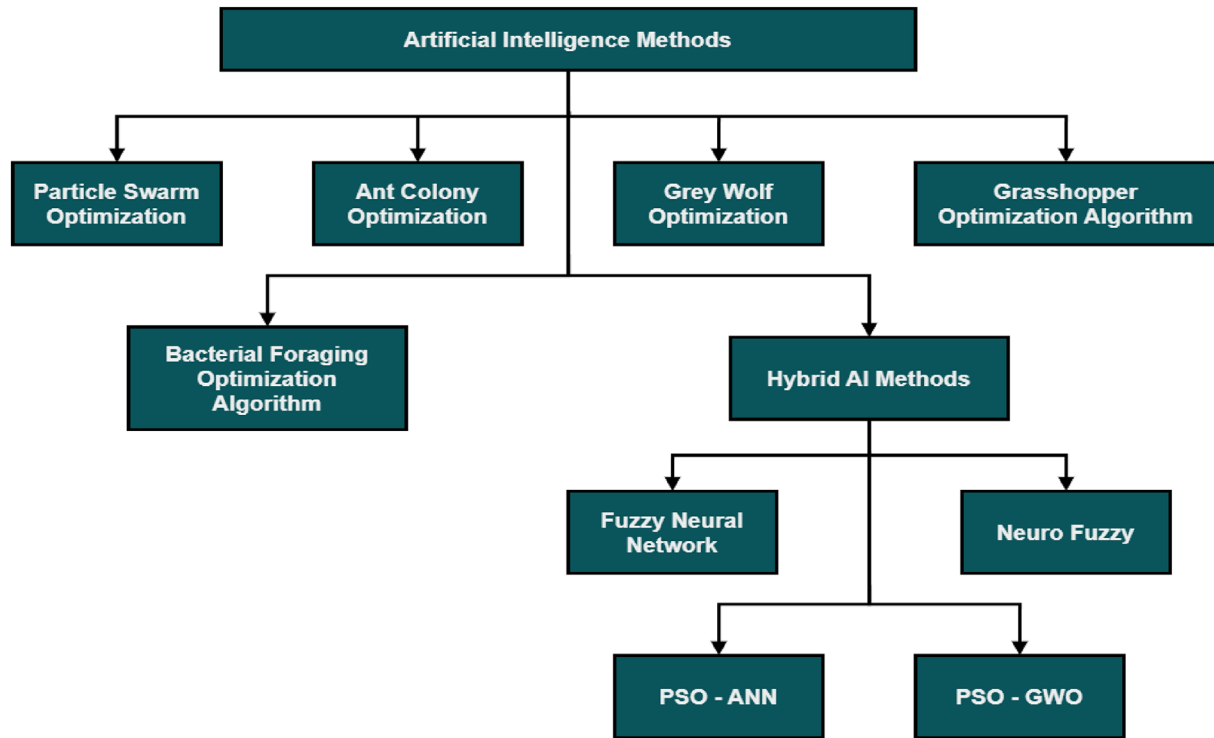 Artificial Intelligence Methods
Particle Swarm
Optimization
Ant Colony
Optimization
Grey Wolf
Optimization
Grasshopper
Optimization Algorithm
Bacterial Foraging
Optimization
Algorithm
Hybrid AI Methods
Fuzzy Neural
Network
Neuro Fuzzy
PSO - ANN
PSO - GWO